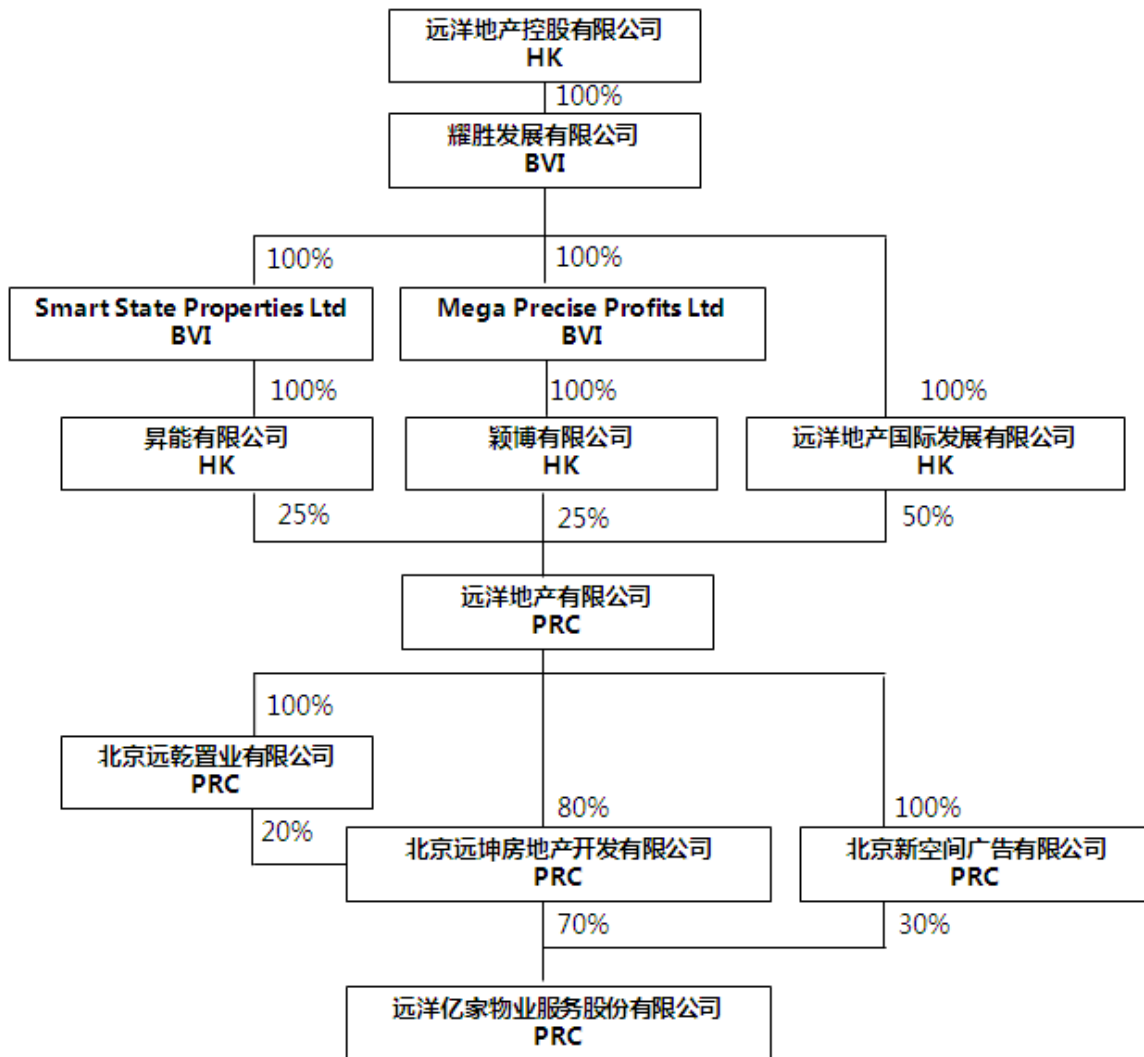 远洋地产控股有限公司
HK
100%
耀胜发展有限公司
BVI
100%
100%
Smart State Properties Ltd
BVI
Mega Precise Profits Ltd
BVI
100%
100%
100%
昇能有限公司
HK
颖博有限公司
HK
远洋地产国际发展有限公司
HK
25%
25%
50%
远洋地产有限公司
PRC
100%
北京远乾置业有限公司
PRC
20%
80%
100%
北京远坤房地产开发有限公司
PRC
北京新空间广告有限公司
PRC
70%
30%
远洋亿家物业服务股份有限公司
PRC